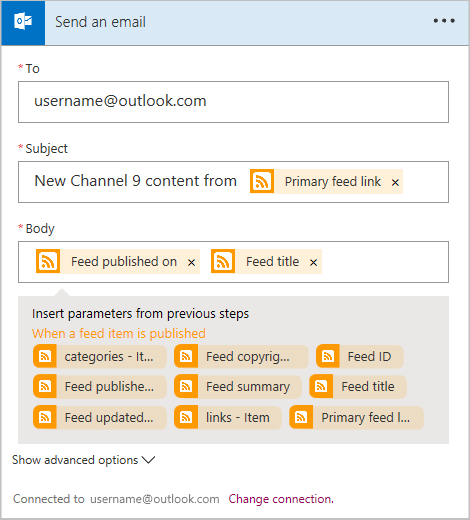 Send an email
* To
username@outlook.com
* Subject
New Channel 9 content from Primary feed link ×
* Body
Feed published on × Feed title ×
Insert parameters from previous steps
When a feed item is published
categories - It... Feed copyrig... Feed ID
Feed publishe... Feed summary Feed title
Feed updated... links - Item Primary feed l...
Show advanced options
Connected to username@outlook.com Change connection.